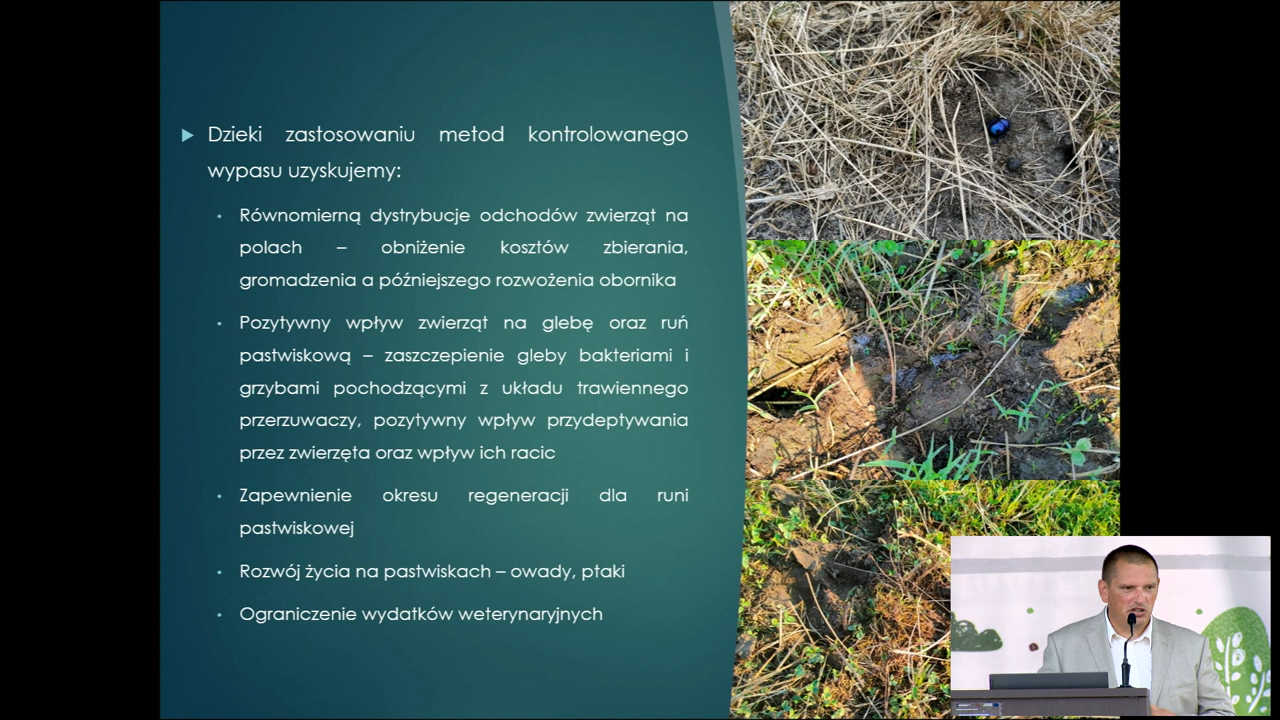 Dzieki zastosowaniu metod kontrolowanego
wypasu uzyskujemy:
Równomierną dystrybucje odchodów zwierząt na
polach – obniżenie kosztów zbierania,
gromadzenia a późniejszego rozwożenia obornika
Pozytywny wpływ zwierząt na glebę oraz ruń
pastwiskową – zaszczepienie gleby bakteriami i
grzybami pochodzącymi z układu trawiennego
przerzuwaczy, pozytywny wpływ przydeptywania
przez zwierzęta oraz wpływ ich racic
Zapewnienie okresu regeneracji dla runi
pastwiskowej
Rozwój życia na pastwiskach – owady, ptaki
Ograniczenie wydatków weterynaryjnych